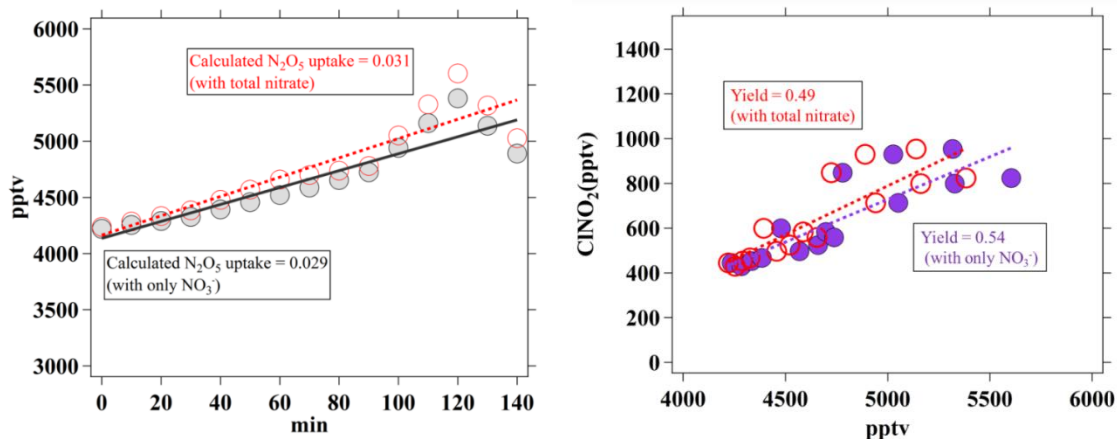 6000
5500
5000
4500
4000
3500
3000
pptv
Calculated N₂O₅ uptake = 0.031
(with total nitrate)
Calculated N₂O₅ uptake = 0.029
(with only NO₃⁻)
0 20 40 60 80 100 120 140
min
1400
1200
1000
800
600
400
200
0
ClNO₂(pptv)
Yield = 0.49
(with total nitrate)
Yield = 0.54
(with only NO₃⁻)
4000 4500 5000 5500 6000
pptv